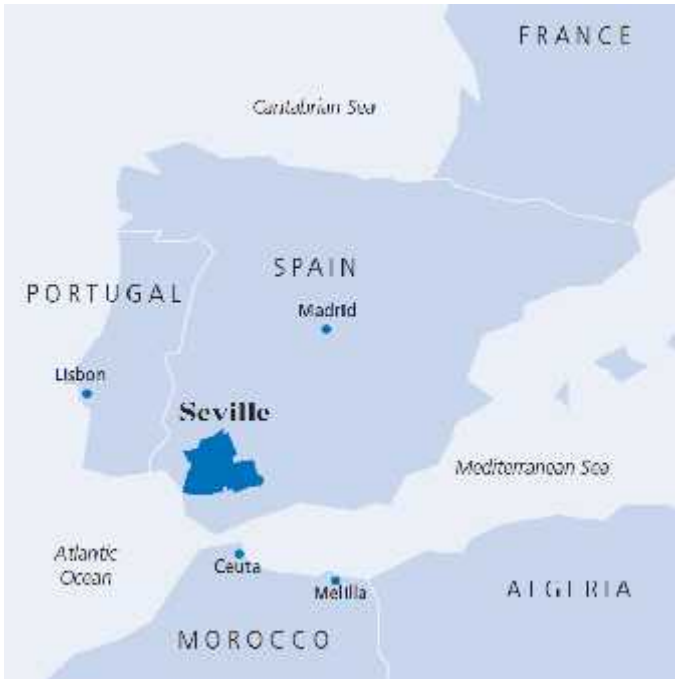 FRANCE
Cantabrian Sea
SPAIN
PORTUGAL
Madrid
Lisbon
Seville
Mediterranean Sea
Atlantic
Ocean
Ceuta
Melilla
ALGERIA
MOROCCO